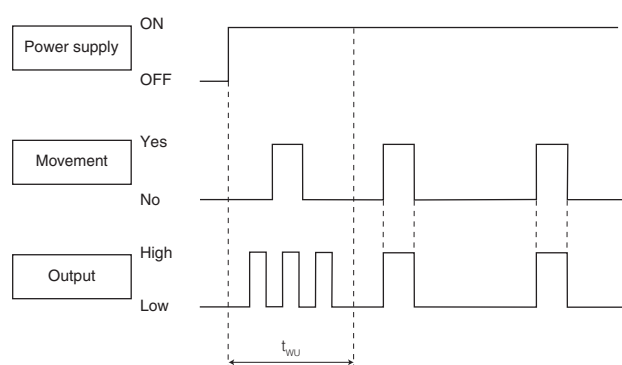 ON
Power supply
OFF
Yes
Movement
No
High
Output
Low
tWU